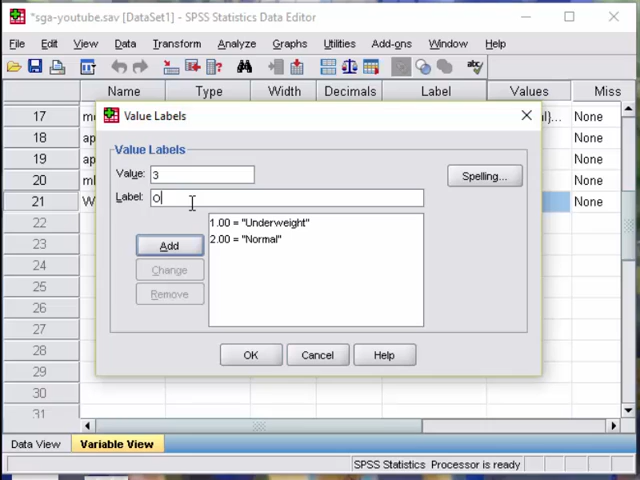 *sga-youtube.sav [DataSet1] - SPSS Statistics Data Editor
File Edit View Data Transform Analyze Graphs Utilities Add-ons Window Help
Name Type Width Decimals Label Values Miss
17 None
18 None
19 None
20 None
21 W None
22
23
24
25
26
27
28
29
30
31
Value Labels
Value Labels
Value: 3
Spelling...
Label: O
Add
Change
Remove
1.00 = "Underweight"
2.00 = "Normal"
OK Cancel Help
Data View Variable View
SPSS Statistics Processor is ready